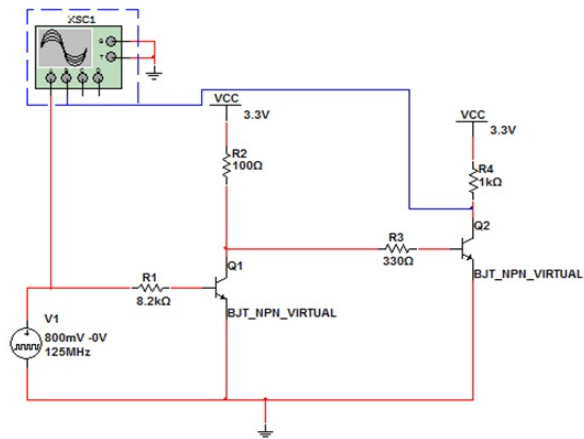 XSC1
G
T
A
B
C
D
VCC
3.3V
R2
100Ω
VCC
3.3V
R4
1kΩ
Q2
BJT_NPN_VIRTUAL
R3
330Ω
Q1
BJT_NPN_VIRTUAL
R1
8.2kΩ
V1
800mV -0V
125MHz